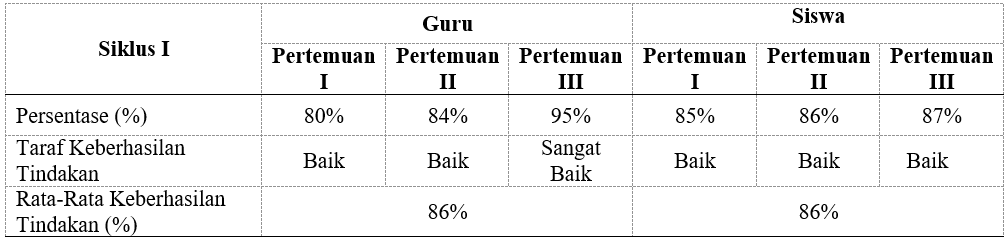 Siklus I
Guru
Siswa
Pertemuan I
Pertemuan II
Pertemuan III
Pertemuan I
Pertemuan II
Pertemuan III
Persentase (%)
80%
84%
95%
85%
86%
87%
Taraf Keberhasilan
Tindakan
Baik
Baik
Sangat
Baik
Baik
Baik
Baik
Rata-Rata Keberhasilan
Tindakan (%)
86%
86%